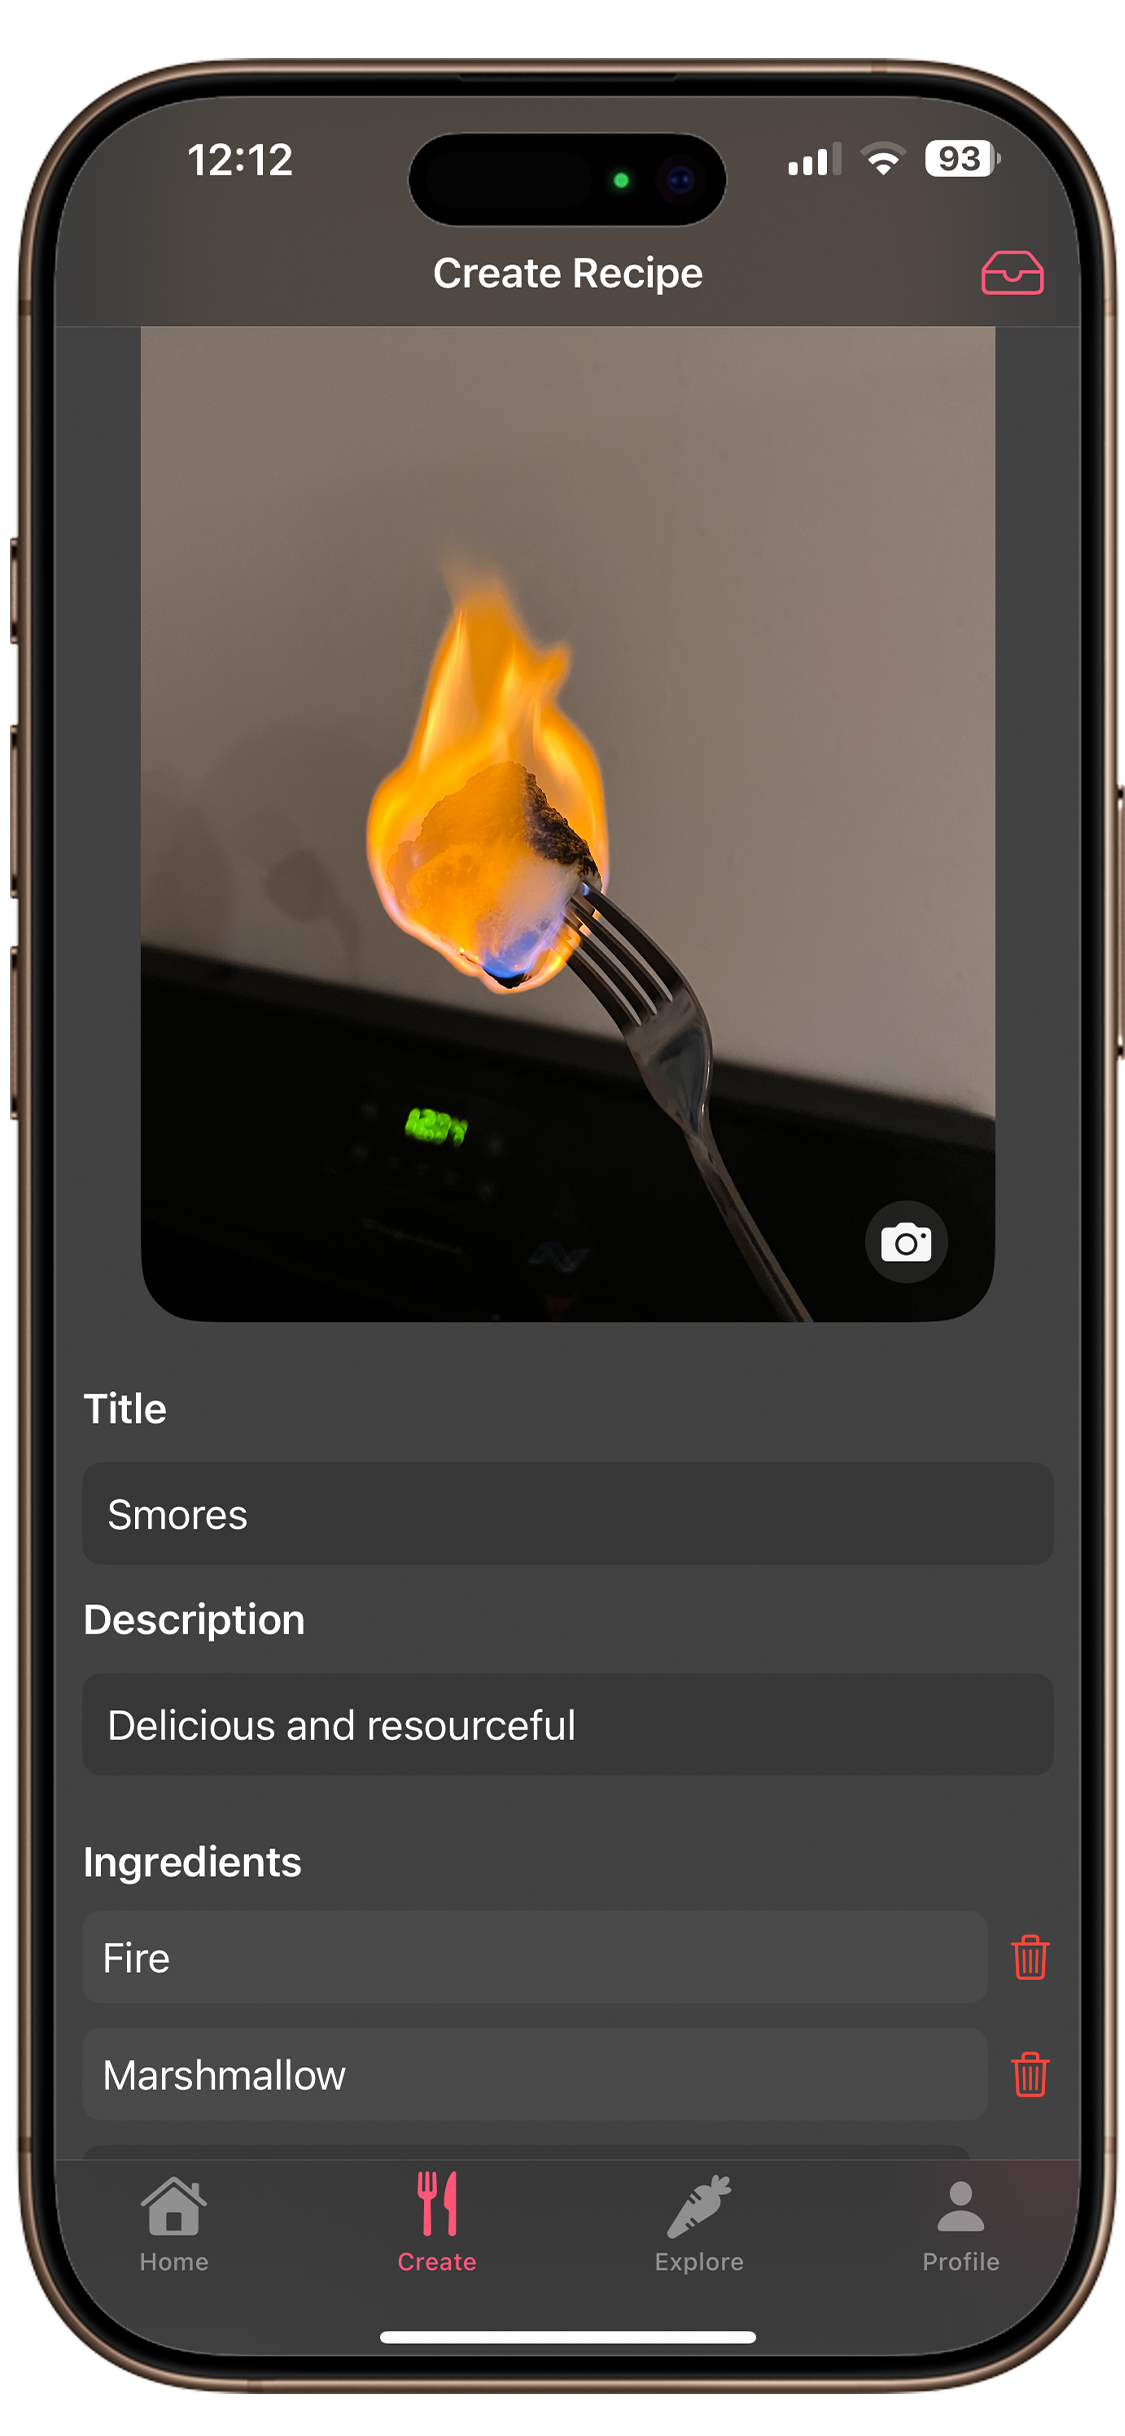 12:12
93
Create Recipe
Title
Smores
Description
Delicious and resourceful
Ingredients
Fire
Marshmallow
Home
Create
Explore
Profile